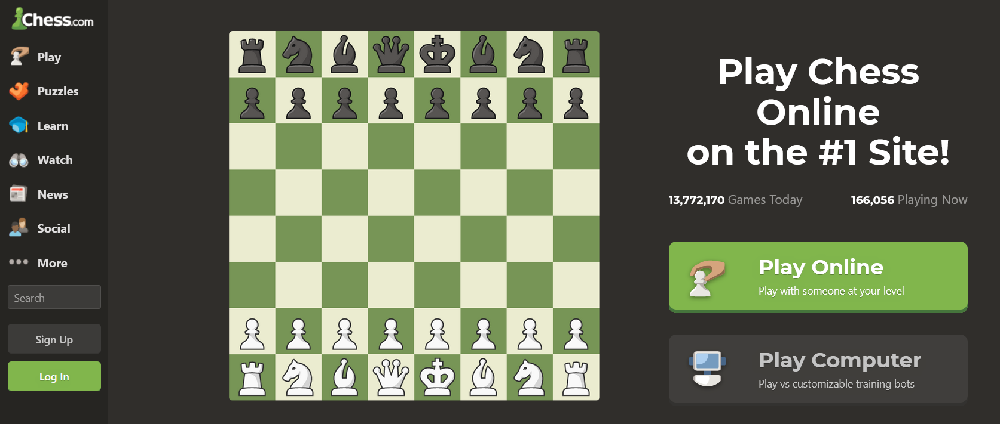 Chess.com
Play
Puzzles
Learn
Watch
News
Social
More
Search
Sign Up
Log In
Play Chess
Online
on the #1 Site!
13,772,170 Games Today
166,056 Playing Now
Play Online
Play with someone at your level
Play Computer
Play vs customizable training bots